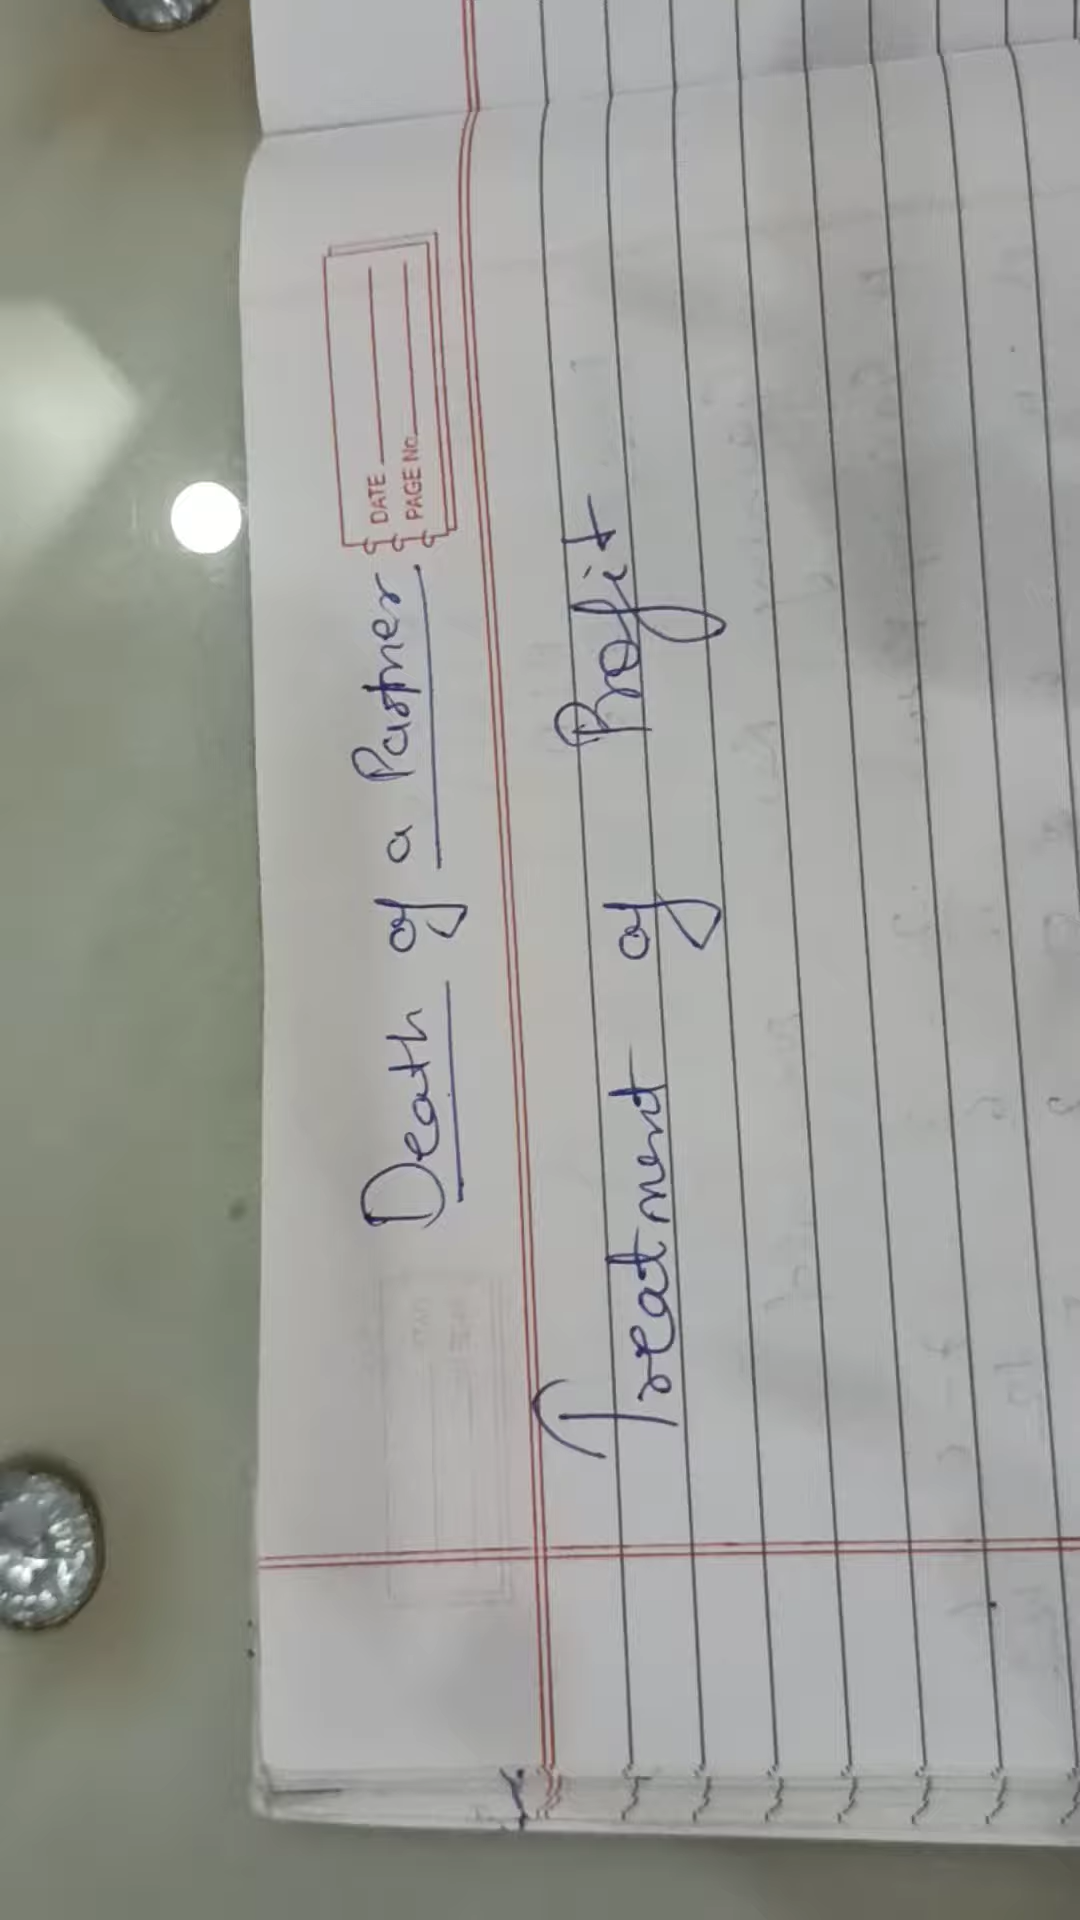 DATE
PAGE NO.
Death of a Partner
Treatment of Profit